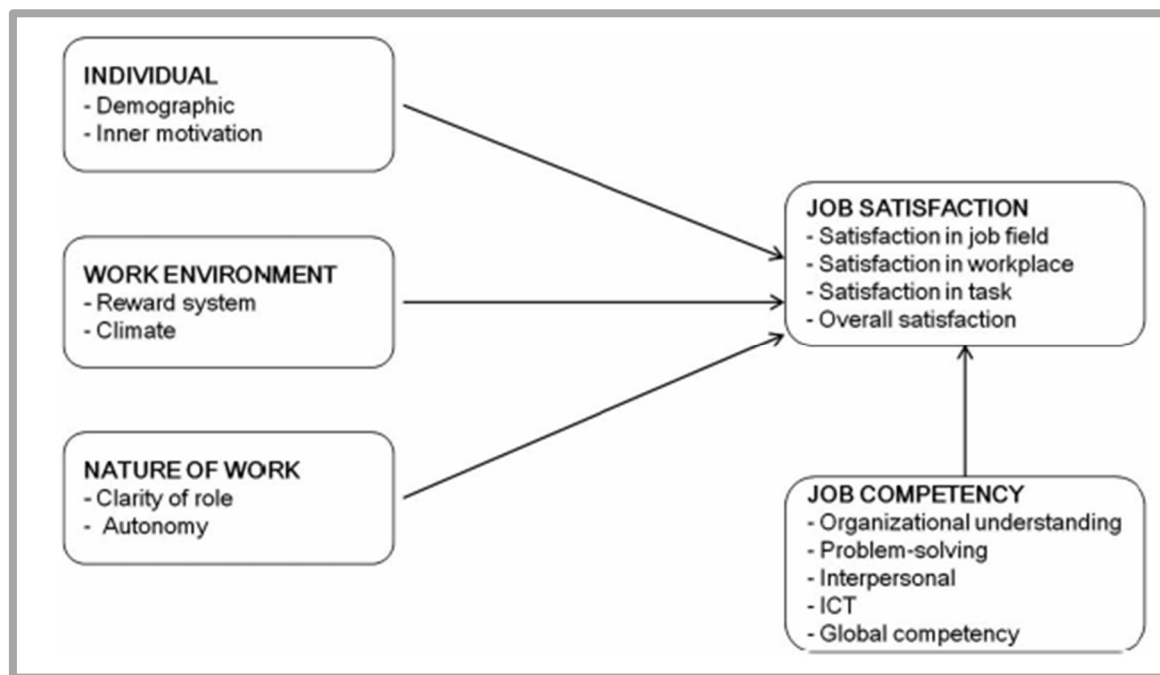 INDIVIDUAL
- Demographic
- Inner motivation
WORK ENVIRONMENT
- Reward system
- Climate
NATURE OF WORK
- Clarity of role
- Autonomy
JOB SATISFACTION
- Satisfaction in job field
- Satisfaction in workplace
- Satisfaction in task
- Overall satisfaction
JOB COMPETENCY
- Organizational understanding
- Problem-solving
- Interpersonal
- ICT
- Global competency